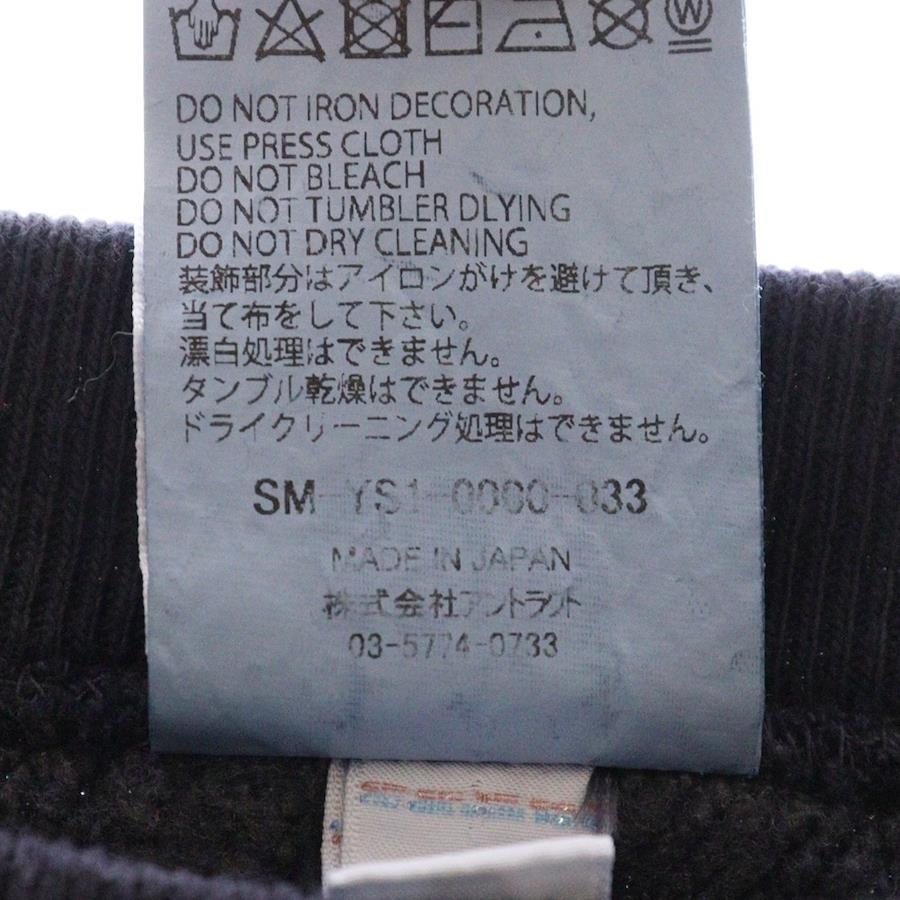 W
DO NOT IRON DECORATION,
USE PRESS CLOTH
DO NOT BLEACH
DO NOT TUMBLER DLYING
DO NOT DRY CLEANING
装飾部分はアイロンがけを避けて頂き、
当て布をして下さい。
漂白処理はできません。
タンブル乾燥はできません。
ドライクリーニング処理はできません。
SM-YS1-0000-033
MADE IN JAPAN
株式会社アントラクト
03-5774-0733